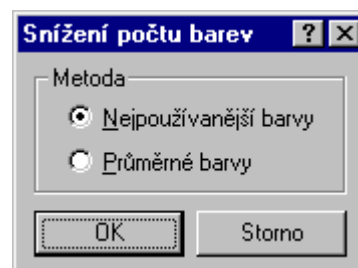 Snížení počtu barev
Metoda
Nejpoužívanější barvy
Průměrné barvy
OK Storno